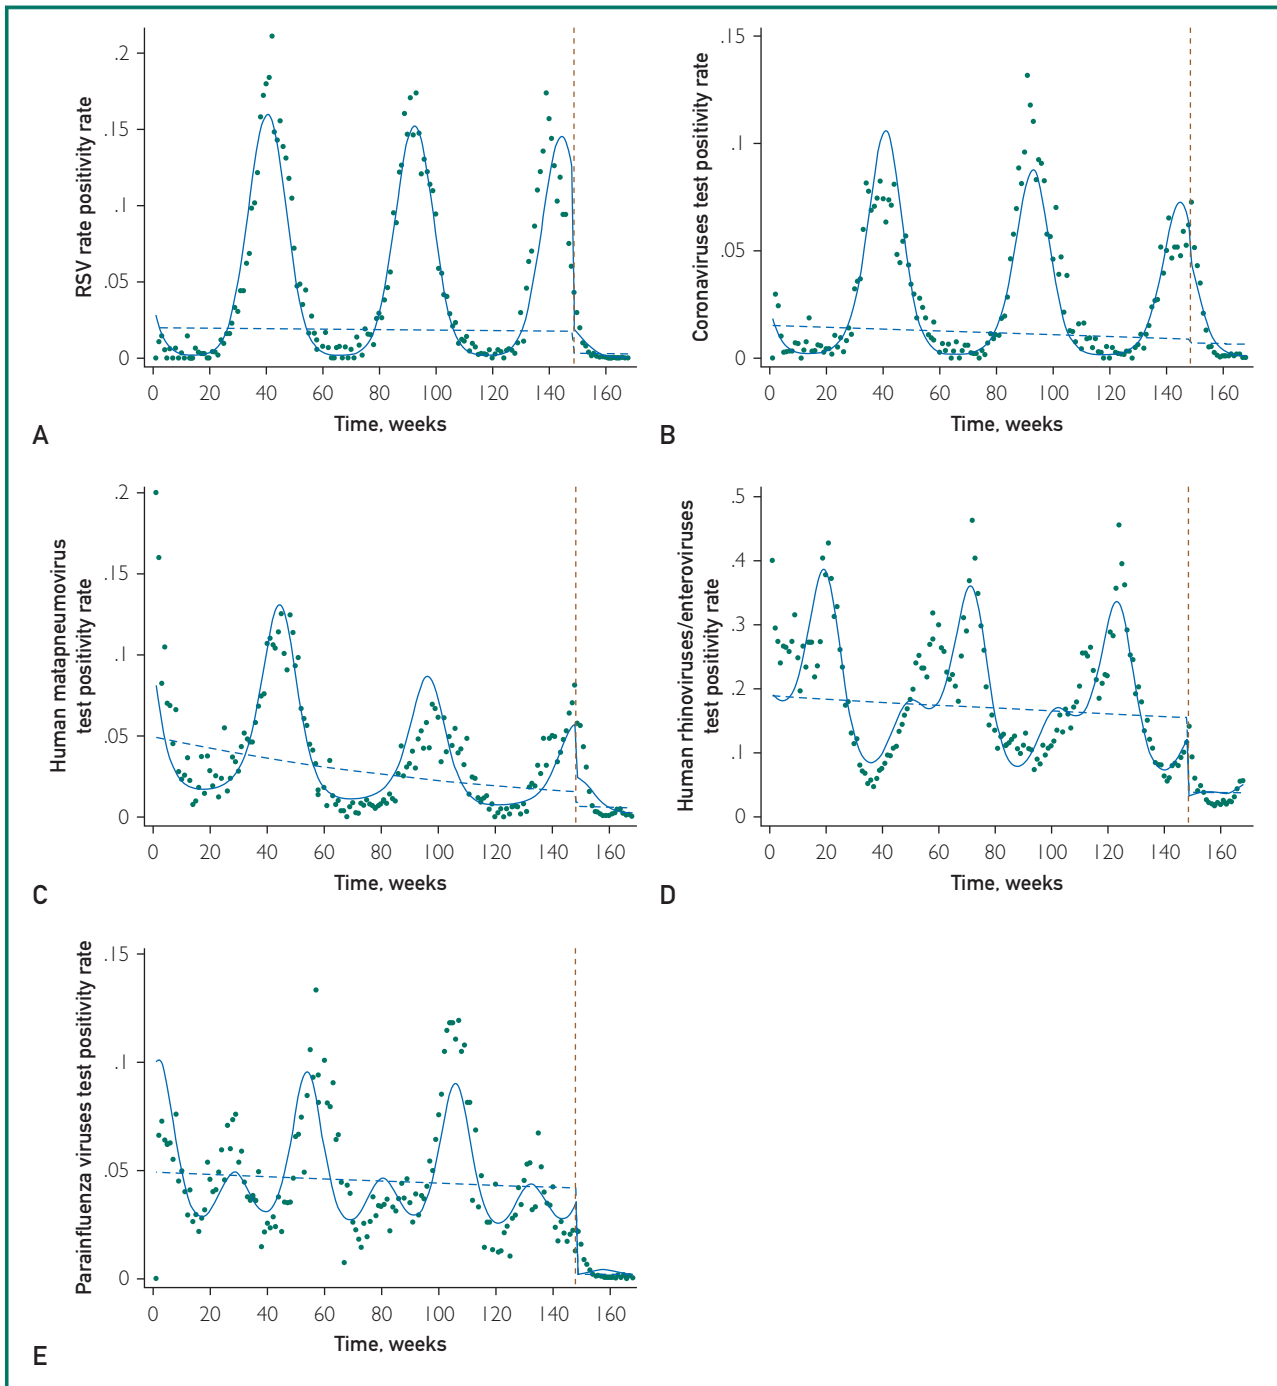 RSV rate positivity rate
.2
.15
.1
.05
0
0 20 40 60 80 100 120 140 160
Time, weeks
A
Coronaviruses test positivity rate
.15
.1
.05
0
0 20 40 60 80 100 120 140 160
Time, weeks
B
Human matapneumovirus
test positivity rate
.2
.15
.1
.05
0
0 20 40 60 80 100 120 140 160
Time, weeks
C
Human rhinoviruses/enteroviruses
test positivity rate
.5
.4
.3
.2
.1
0
0 20 40 60 80 100 120 140 160
Time, weeks
D
Parainfluenza viruses test positivity rate
.15
.1
.05
0
0 20 40 60 80 100 120 140 160
Time, weeks
E